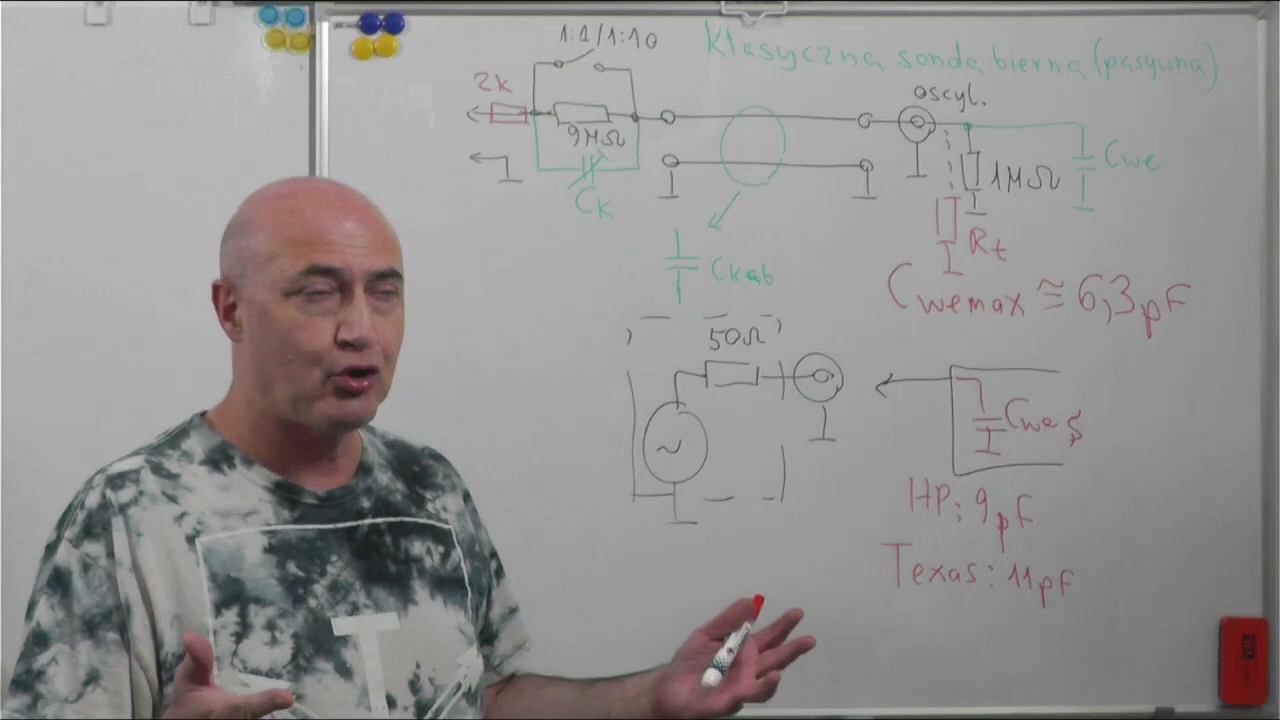 1:1/1:10
Klasyczna sonda bierna (pasywna)
2K
oscyl.
9MΩ
1MΩ
Cwe
CK
Rt
Ckab
Cwemax ≅ 6,3pF
50Ω
~
Cwe
HP: 9pF
Texas: 11pF
T